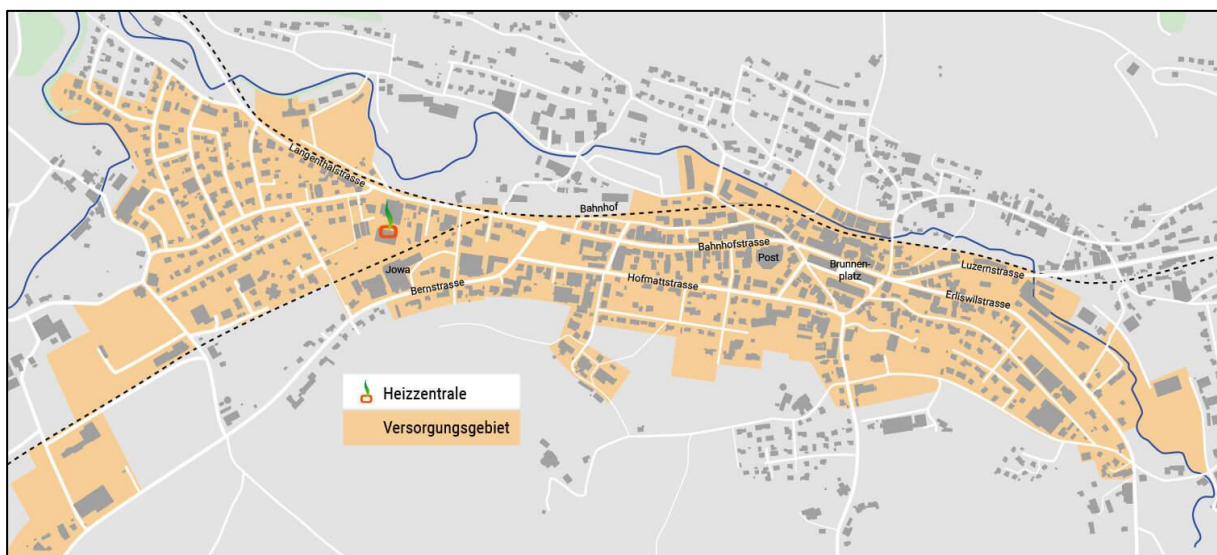 Langenthalstrasse
Bahnhof
Bahnhofstrasse
Post
Brunnen-
platz
Luzernstrasse
Jowa
Bernstrasse
Hofmattstrasse
Erliswilstrasse
Heizzentrale
Versorgungsgebiet